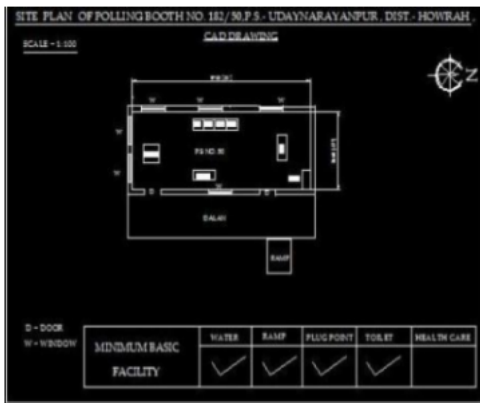 SITE PLAN OF POLLING BOOTH NO. 182/50, P.S.- UDAYNARAYANPUR, DIST.- HOWRAH,
CAD DRAWING
SCALE - 1:100
N
W W W
W
W
W
D D
DALAN
RAMP
D - DOOR
W - WINDOW
MINIMUM BASIC
FACILITY
WATER RAMP PLUG POINT TOILET HEALTH CARE